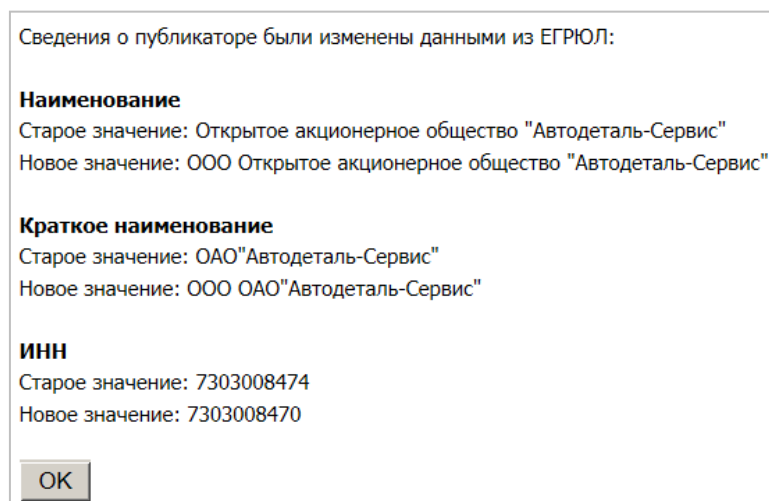 Сведения о публикаторе были изменены данными из ЕГРЮЛ:
Наименование
Старое значение: Открытое акционерное общество "Автодеталь-Сервис"
Новое значение: ООО Открытое акционерное общество "Автодеталь-Сервис"
Краткое наименование
Старое значение: ОАО"Автодеталь-Сервис"
Новое значение: ООО ОАО"Автодеталь-Сервис"
ИНН
Старое значение: 7303008474
Новое значение: 7303008470
OK